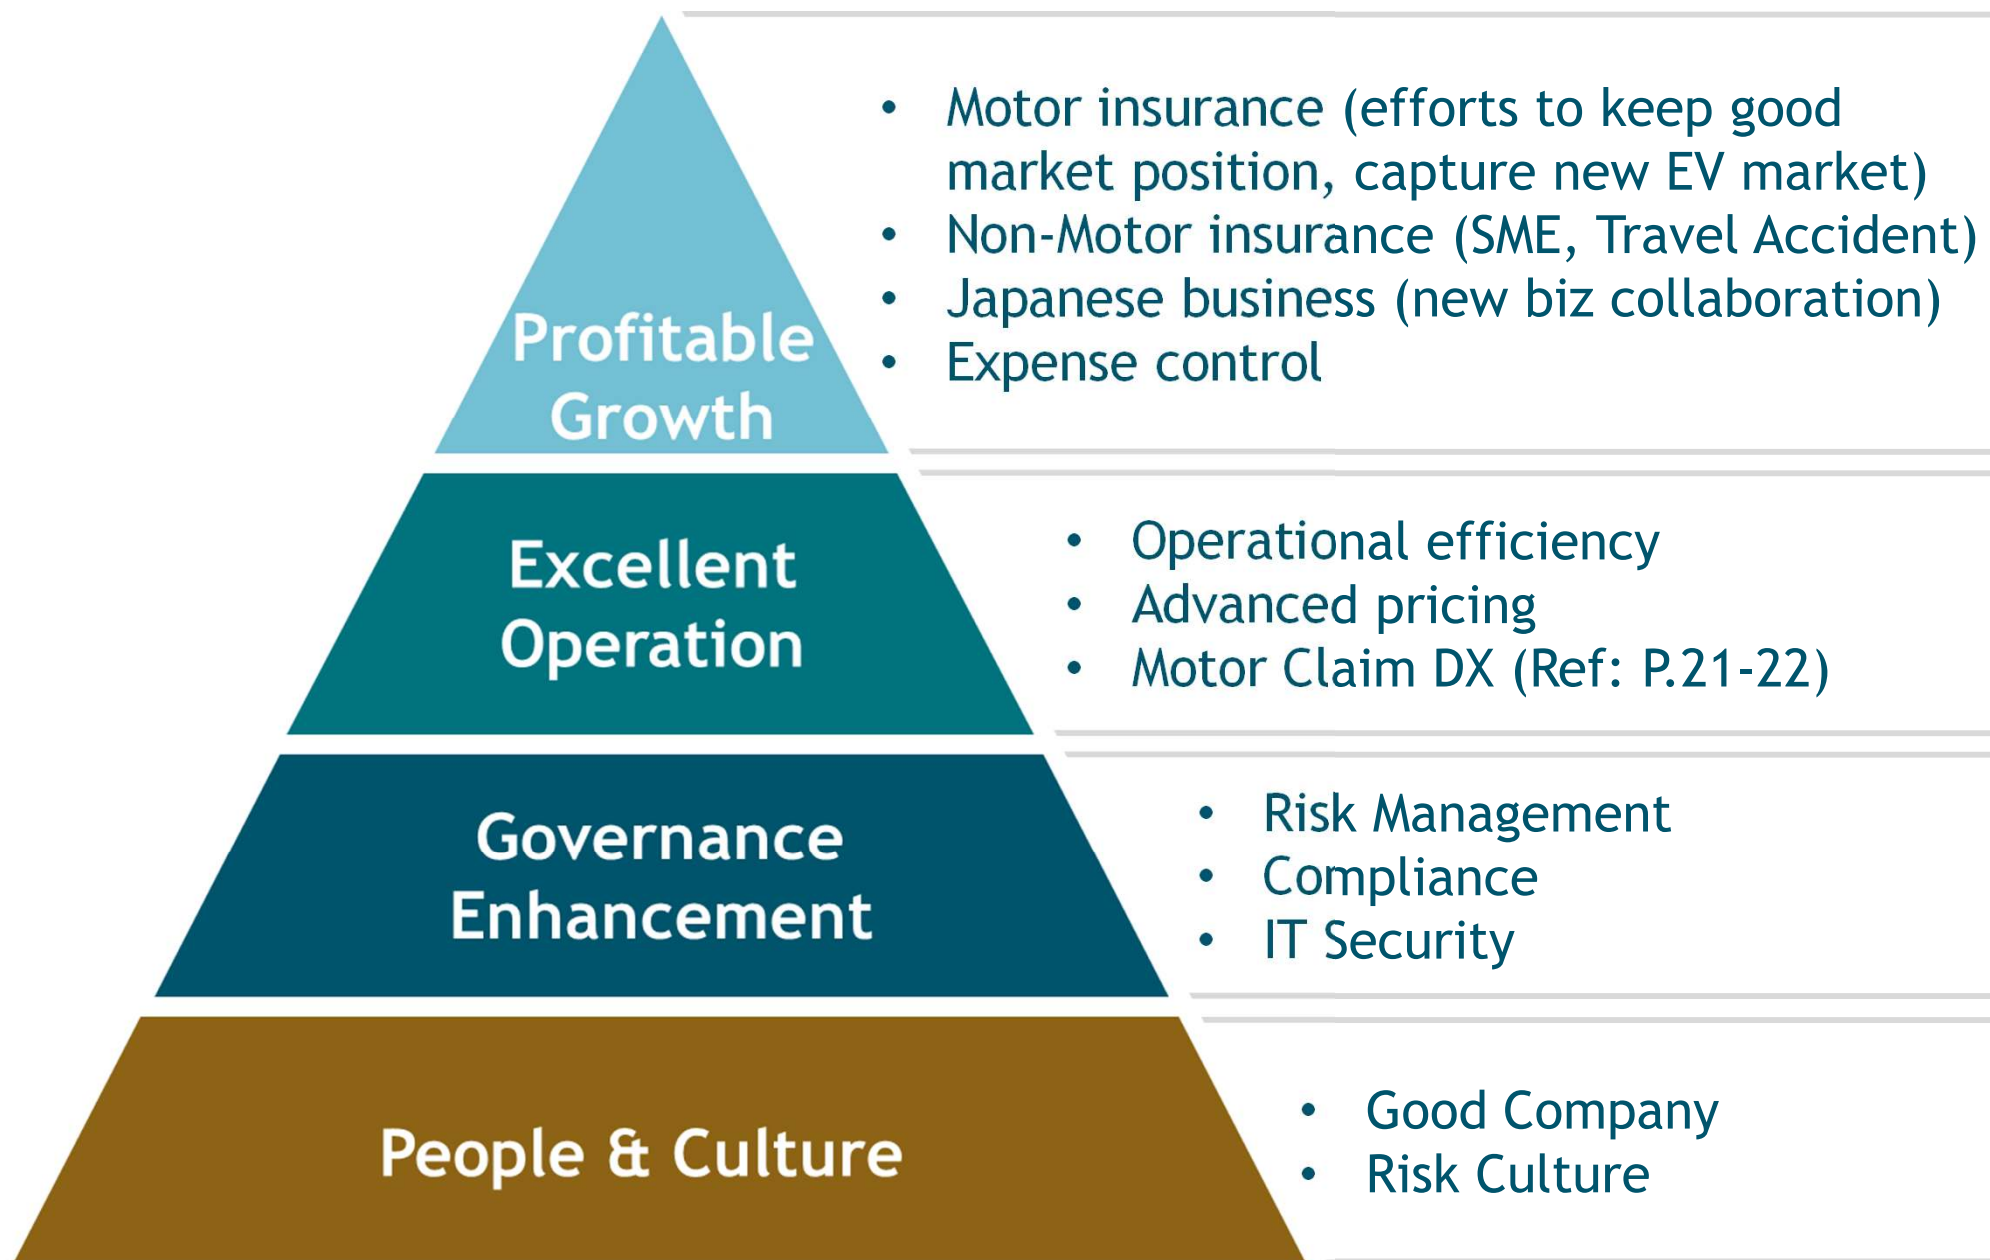 Profitable
Growth
• Motor insurance (efforts to keep good
market position, capture new EV market)
• Non-Motor insurance (SME, Travel Accident)
• Japanese business (new biz collaboration)
• Expense control
Excellent
Operation
• Operational efficiency
• Advanced pricing
• Motor Claim DX (Ref: P.21-22)
Governance
Enhancement
• Risk Management
• Compliance
• IT Security
People & Culture
• Good Company
• Risk Culture